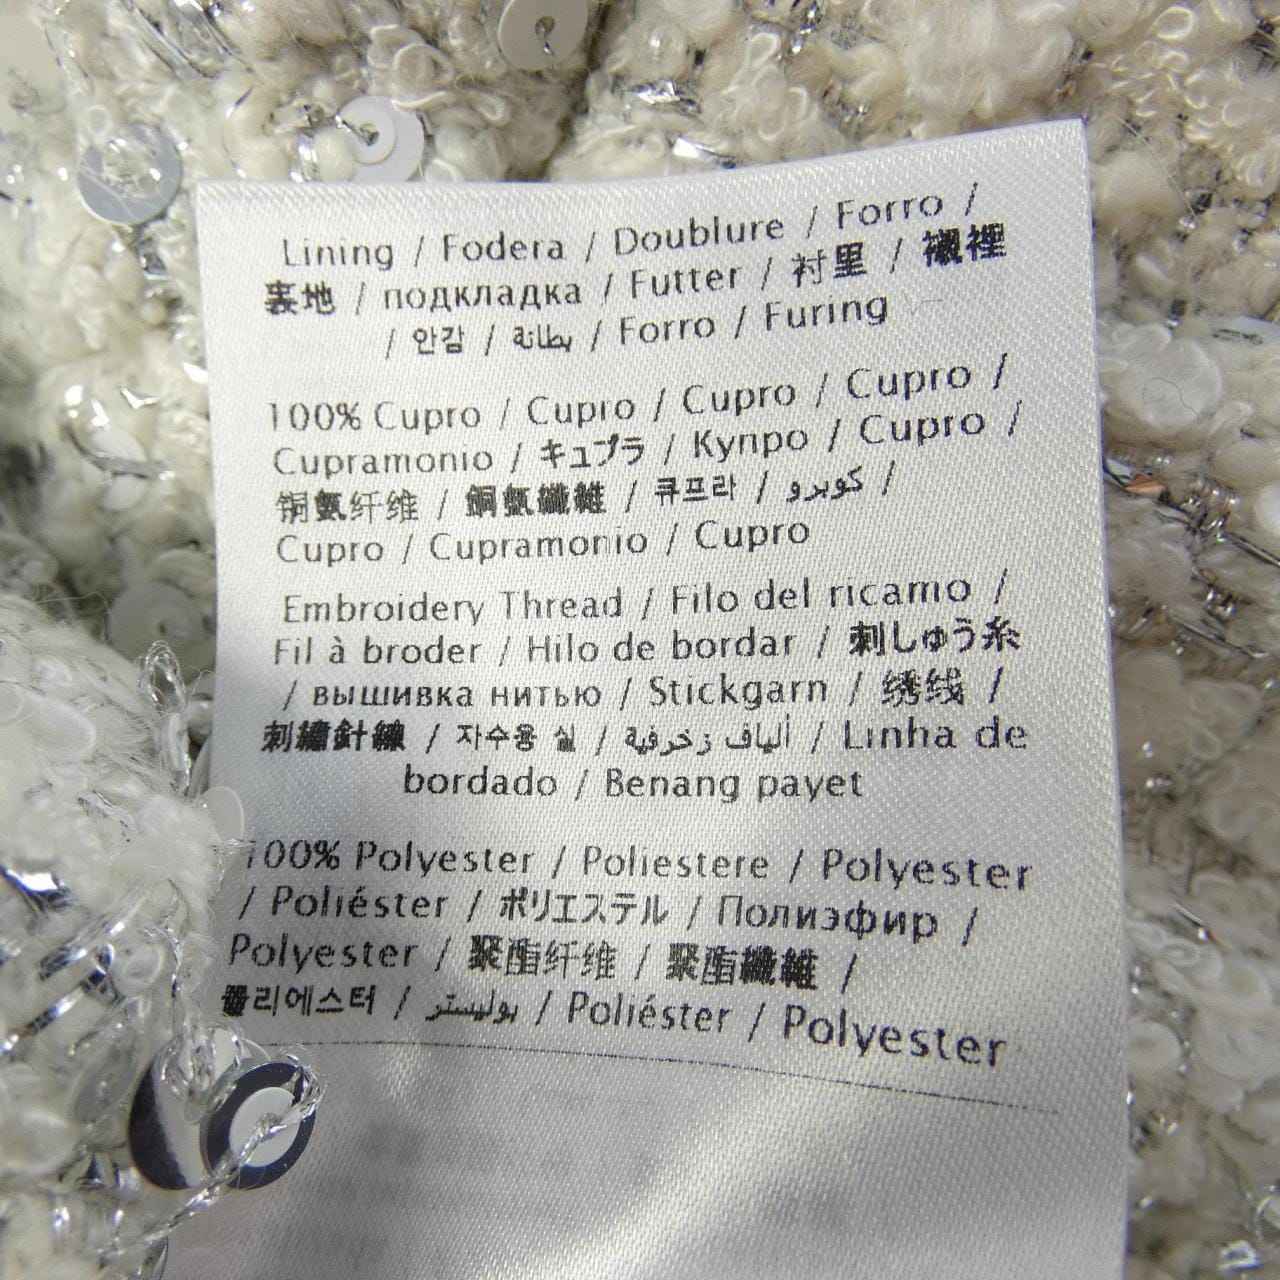 Lining / Fodera / Doublure / Forro /
裏地 / подкладка / Futter / 衬里 / 襯裡
/ 안감 / بطانة / Forro / Furing
100% Cupro / Cupro / Cupro / Cupro /
Cupramonio / キュプラ / Купро / Cupro /
铜氨纤维 / 銅氨纖維 / 큐프라 / كوبرو /
Cupro / Cupramonio / Cupro
Embroidery Thread / Filo del ricamo /
Fil à broder / Hilo de bordar / 刺しゅう糸
/ вышивка нитью / Stickgarn / 绣线 /
刺繡針線 / 자수용 실 / ألياف زخرفية / Linha de
bordado / Benang payet
100% Polyester / Poliestere / Polyester
/ Poliéster / ポリエステル / Полиэфир /
Polyester / 聚酯纤维 / 聚酯纖維 /
폴리에스터 / بوليستر / Poliéster / Polyester